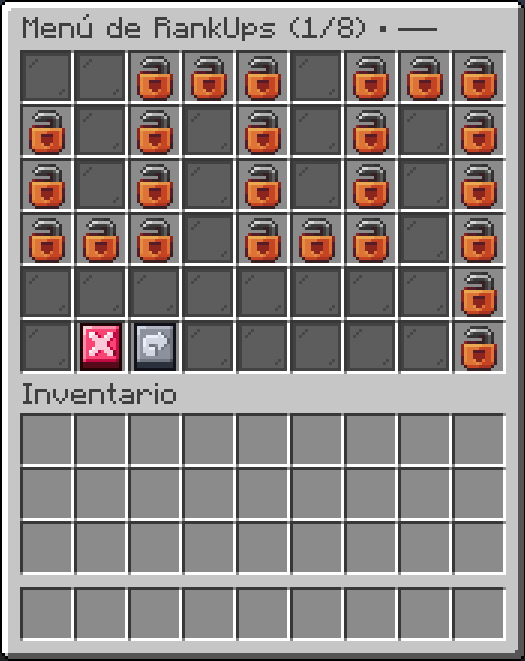 Menú de RankUps (1/8) • ──
Inventario